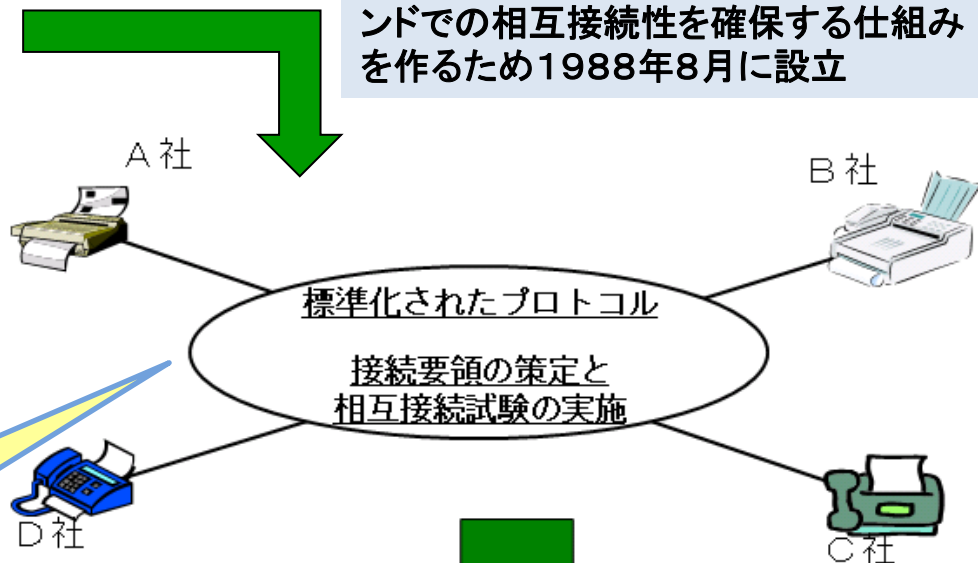 ンドでの相互接続性を確保する仕組み
を作るため1988年8月に設立
A社
B社
標準化されたプロトコル
接続要領の策定と
相互接続試験の実施
D社
C社